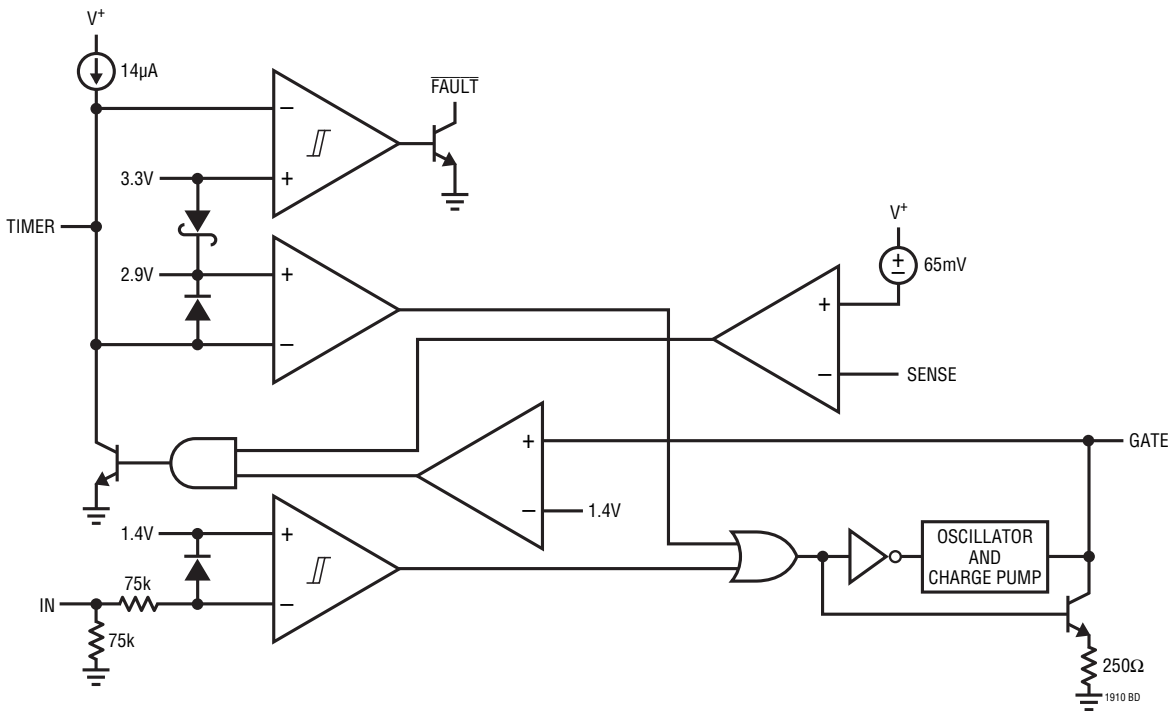 V+
14µA
FAULT
−
3.3V
+
TIMER
V+
2.9V
+
+
−
65mV
+
−
−
SENSE
+
GATE
−
1.4V
1.4V
+
OSCILLATOR
AND
CHARGE PUMP
75k
IN
−
75k
250Ω
1910 BD